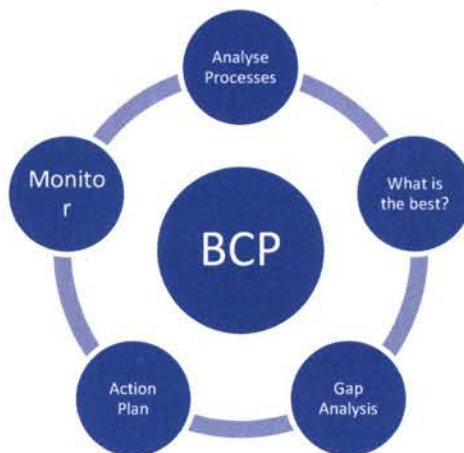 Analyse
Processes
What is
the best?
Gap
Analysis
Action
Plan
Monito
r
BCP